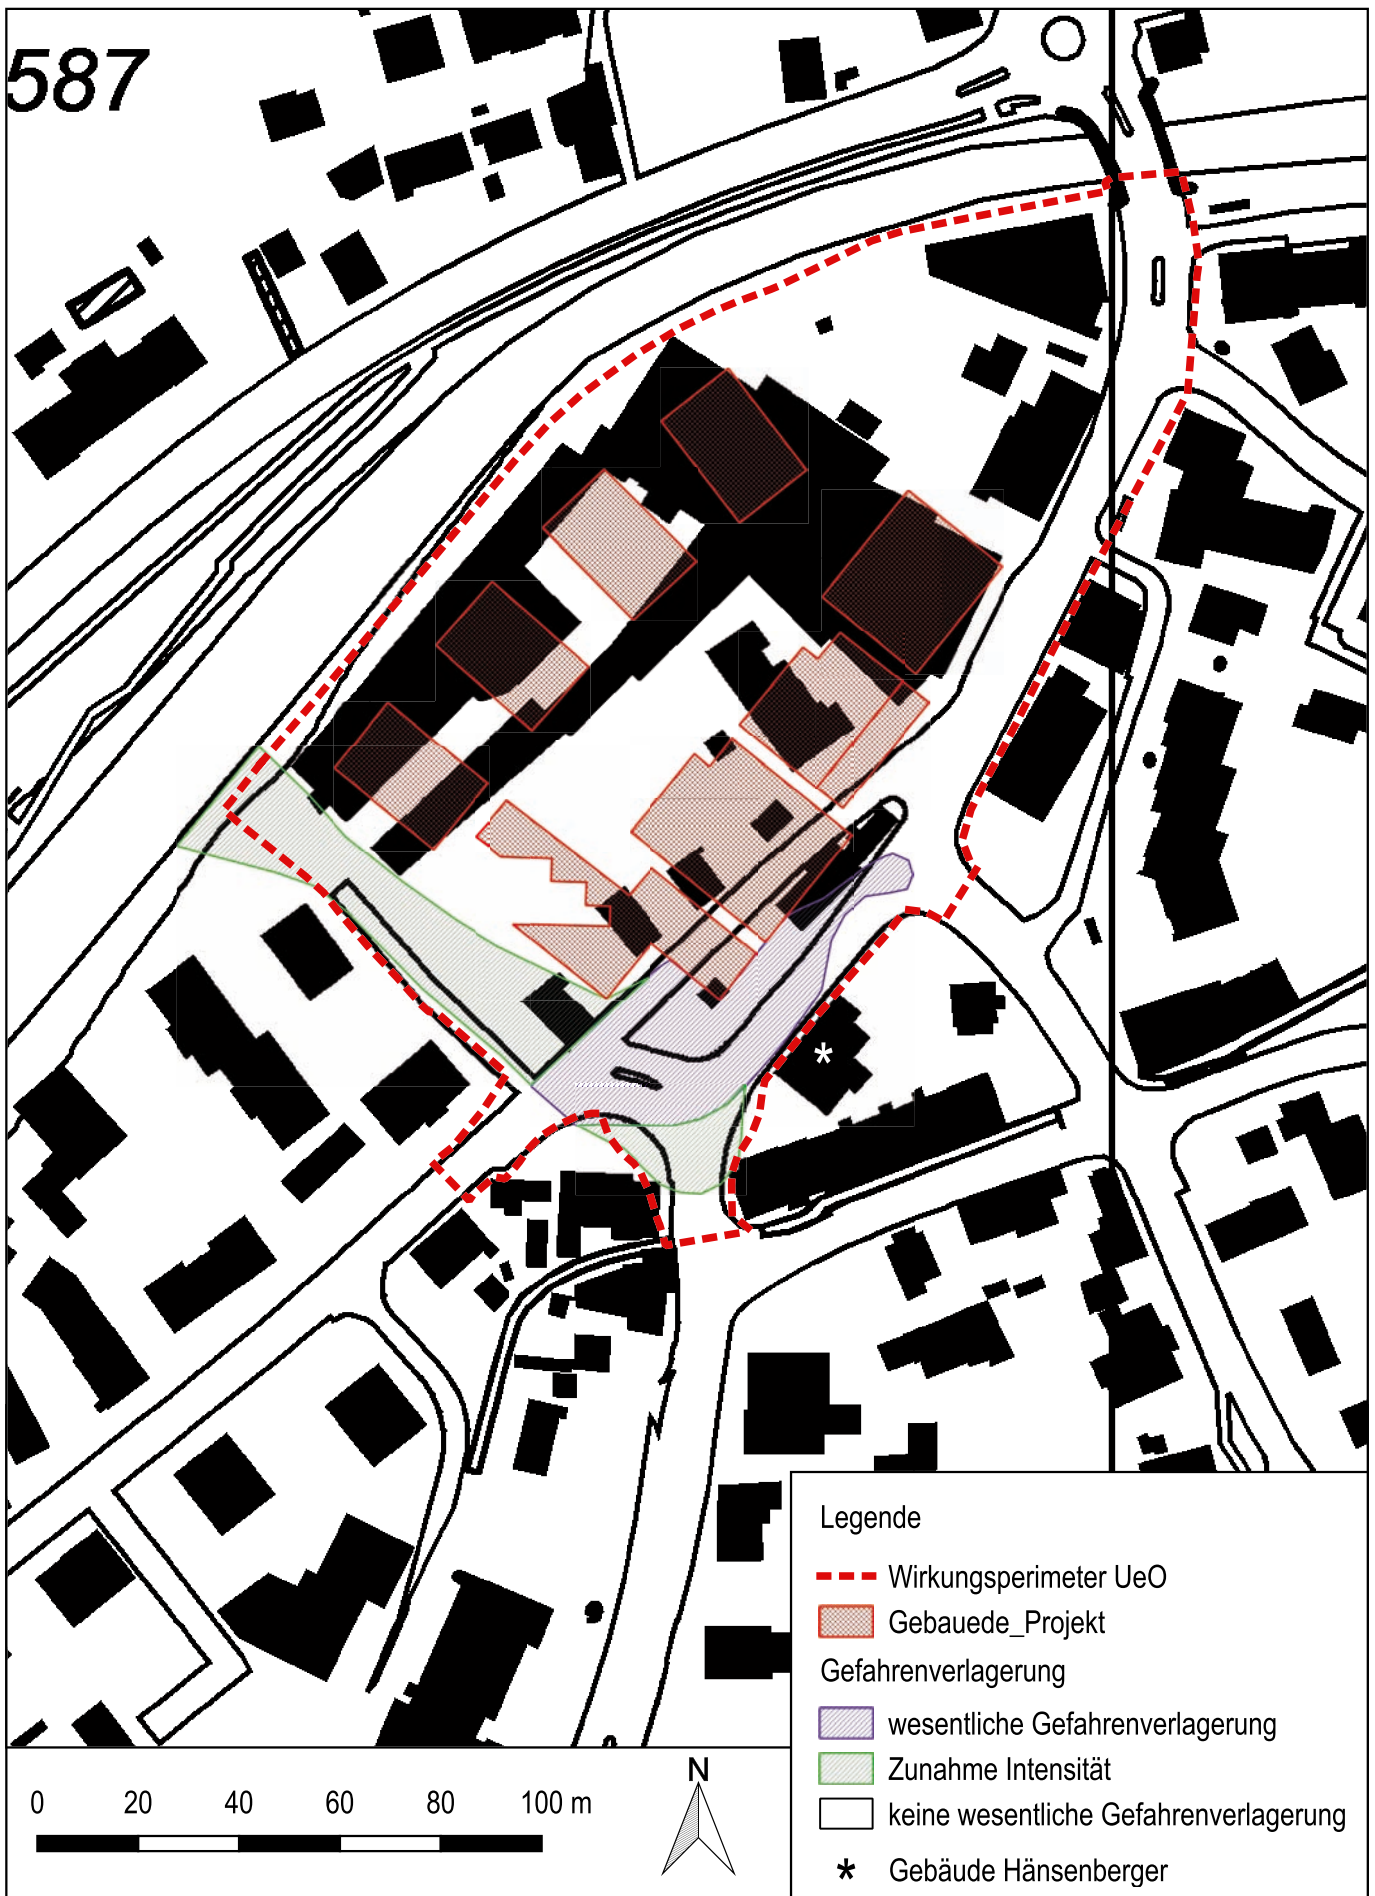 587
Legende
Wirkungsperimeter UeO
Gebauede_Projekt
Gefahrenverlagerung
wesentliche Gefahrenverlagerung
Zunahme Intensität
keine wesentliche Gefahrenverlagerung
* Gebäude Hänsenberger
N
0 20 40 60 80 100 m
*